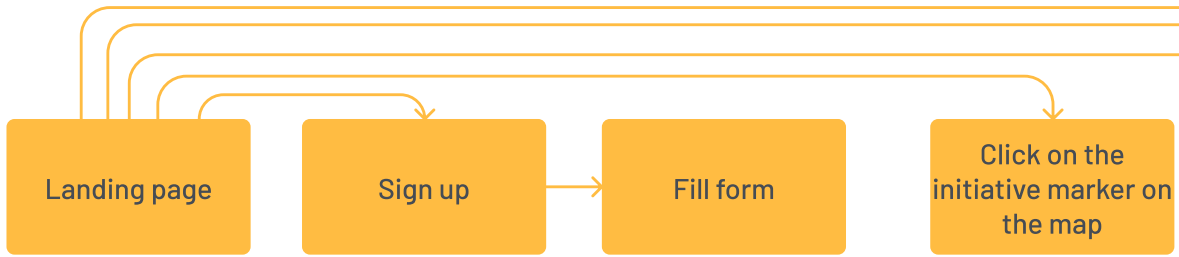 Landing page
Sign up
Fill form
Click on the
initiative marker on
the map